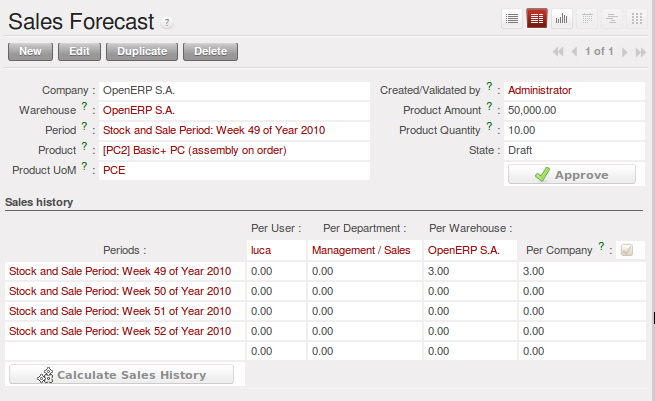 Sales Forecast ?
New Edit Duplicate Delete 1 of 1
Company : OpenERP S.A. Created/Validated by ? : Administrator
Warehouse ? : OpenERP S.A. Product Amount ? : 50,000.00
Period ? : Stock and Sale Period: Week 49 of Year 2010 Product Quantity ? : 10.00
Product ? : [PC2] Basic+ PC (assembly on order) State : Draft
Product UoM ? : PCE Approve
Sales history
Per User : Per Department : Per Warehouse :
Periods : luca Management / Sales OpenERP S.A. Per Company ? :
Stock and Sale Period: Week 49 of Year 2010 0.00 0.00 3.00 3.00
Stock and Sale Period: Week 50 of Year 2010 0.00 0.00 0.00 0.00
Stock and Sale Period: Week 51 of Year 2010 0.00 0.00 0.00 0.00
Stock and Sale Period: Week 52 of Year 2010 0.00 0.00 0.00 0.00
0.00 0.00 0.00 0.00
Calculate Sales History